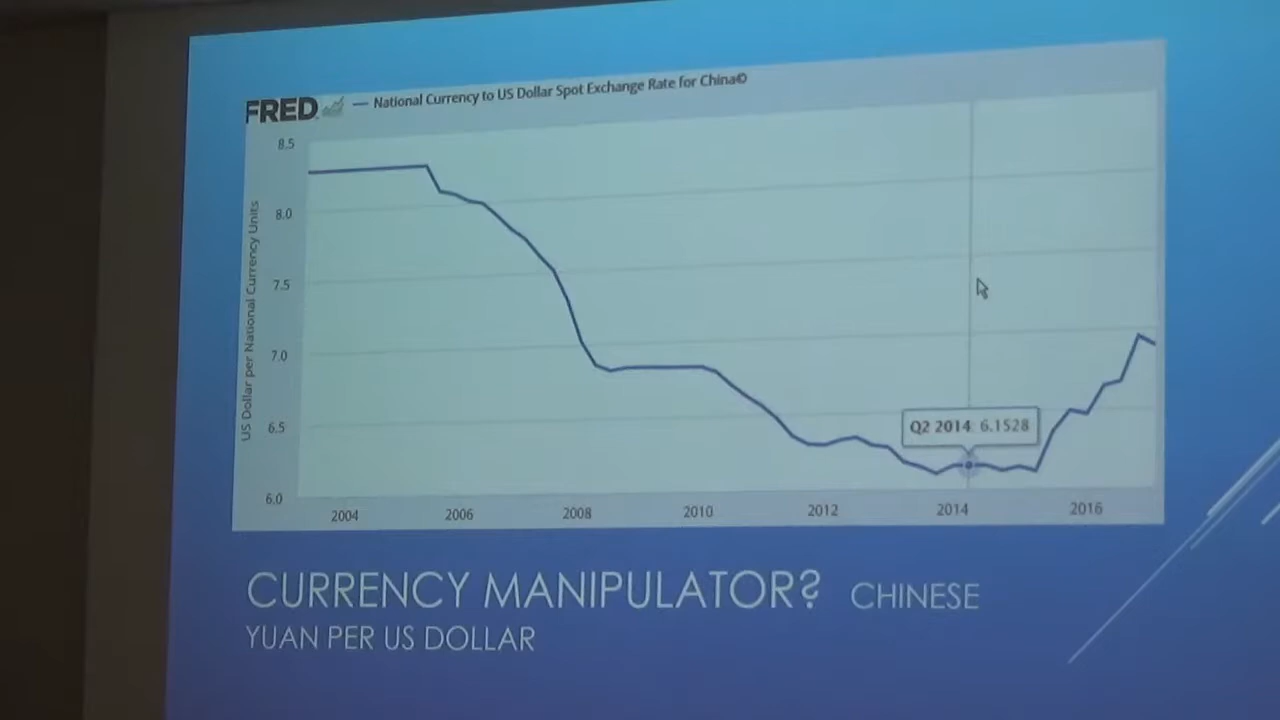 FRED — National Currency to US Dollar Spot Exchange Rate for China©
US Dollar per National Currency Units
8.5
8.0
7.5
7.0
6.5
6.0
Q2 2014: 6.1528
2004 2006 2008 2010 2012 2014 2016
CURRENCY MANIPULATOR? CHINESE
YUAN PER US DOLLAR